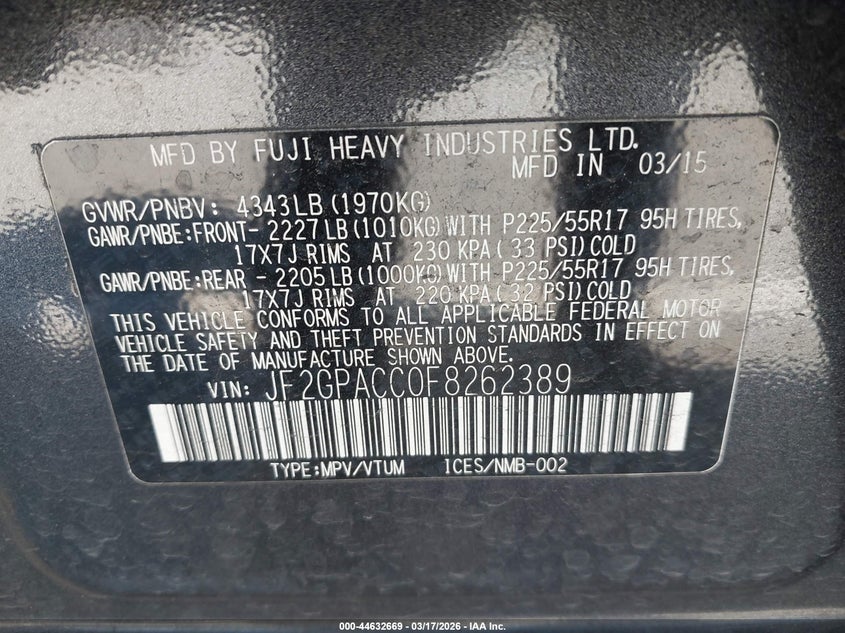 MFD BY FUJI HEAVY INDUSTRIES LTD.
MFD IN 03/15
GVWR/PNBV: 4343LB (1970KG)
GAWR/PNBE:FRONT- 2227LB (1010KG) WITH P225/55R17 95H TIRES,
17X7J RIMS AT 230 KPA (33 PSI) COLD
GAWR/PNBE:REAR - 2205LB (1000KG) WITH P225/55R17 95H TIRES,
17X7J RIMS AT 220 KPA (32 PSI) COLD
THIS VEHICLE CONFORMS TO ALL APPLICABLE FEDERAL MOTOR
VEHICLE SAFETY AND THEFT PREVENTION STANDARDS IN EFFECT ON
THE DATE OF MANUFACTURE SHOWN ABOVE.
VIN: JF2GPACC0F8262389
TYPE:MPV/VTUM ICES/NMB-002
000-44632669 - 03/17/2026 - IAA Inc.